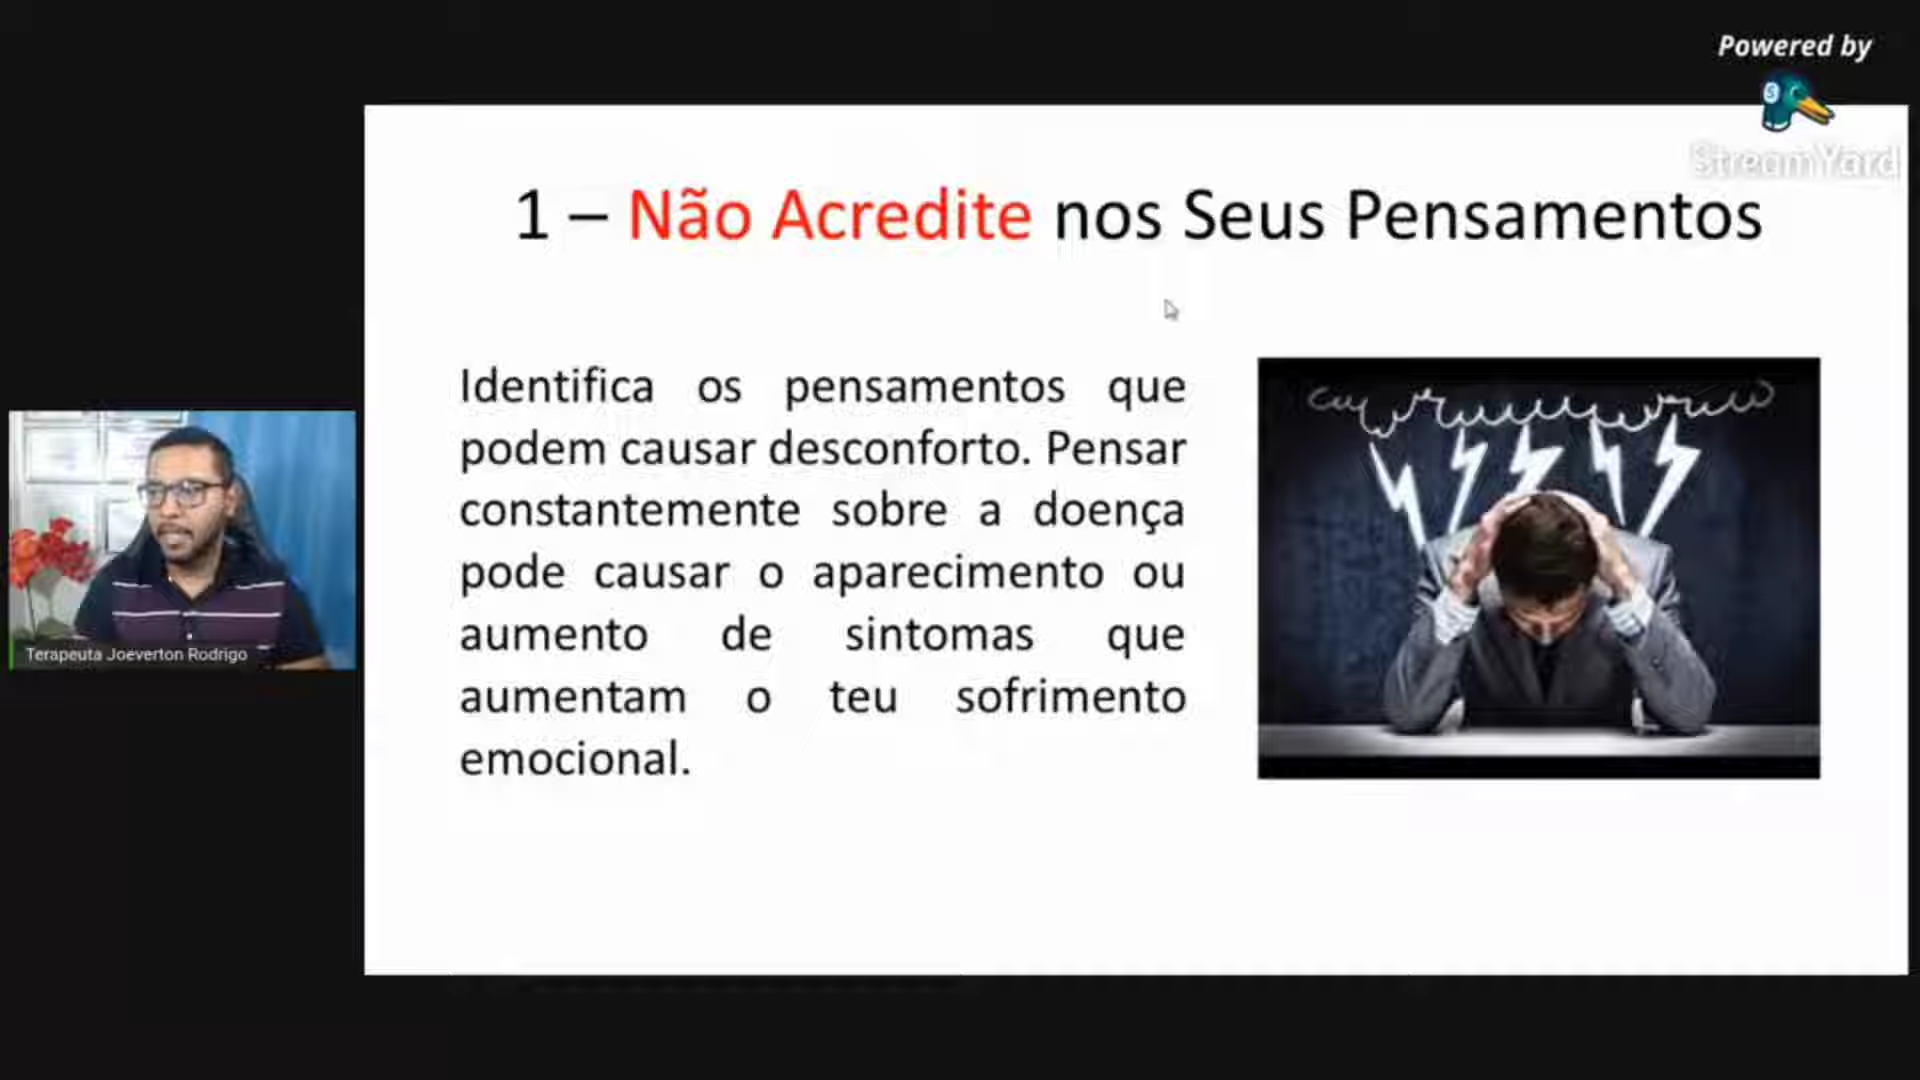 Powered by
StreamYard
1 – Não Acredite nos Seus Pensamentos
Identifica os pensamentos que
podem causar desconforto. Pensar
constantemente sobre a doença
pode causar o aparecimento ou
aumento de sintomas que
aumentam o teu sofrimento
emocional.
Terapeuta Joeverton Rodrigo